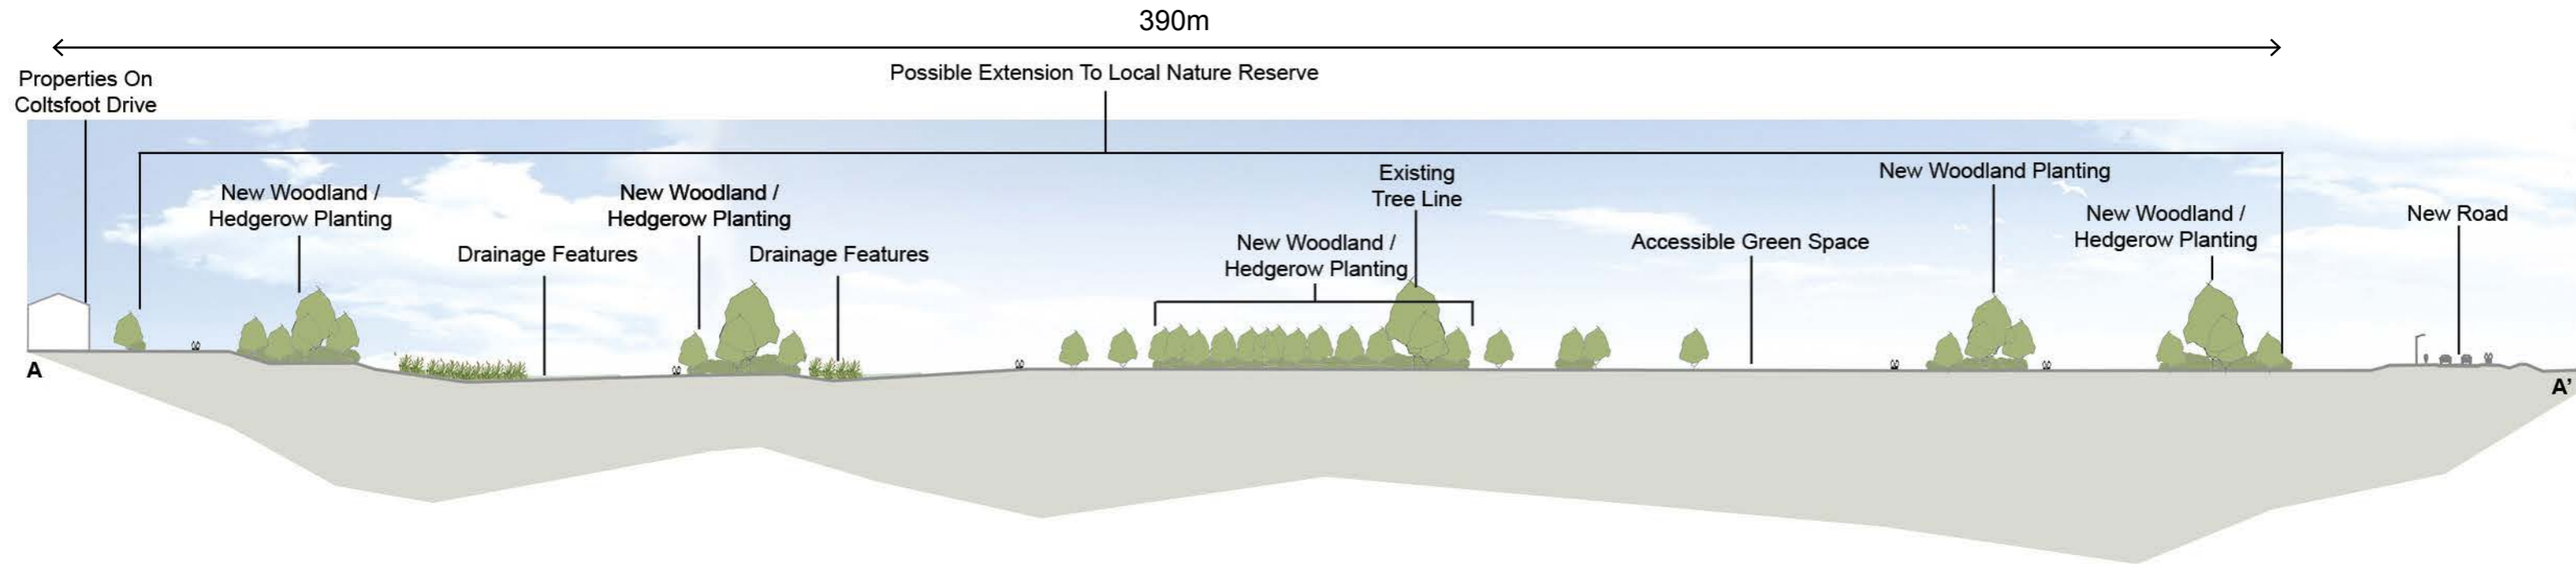 390m
Properties On
Coltsfoot Drive
Possible Extension To Local Nature Reserve
New Woodland /
Hedgerow Planting
Drainage Features
New Woodland /
Hedgerow Planting
Drainage Features
New Woodland /
Hedgerow Planting
Existing
Tree Line
Accessible Green Space
New Woodland Planting
New Woodland /
Hedgerow Planting
New Road
A
A'